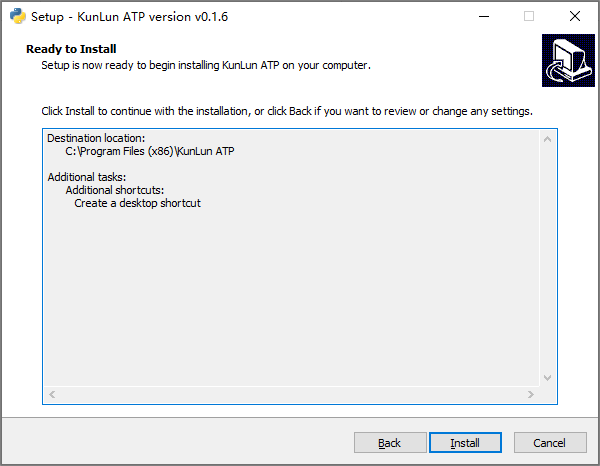 Setup - KunLun ATP version v0.1.6
Ready to Install
Setup is now ready to begin installing KunLun ATP on your computer.
Click Install to continue with the installation, or click Back if you want to review or change any settings.
Destination location:
C:\Program Files (x86)\KunLun ATP
Additional tasks:
Additional shortcuts:
Create a desktop shortcut
Back
Install
Cancel